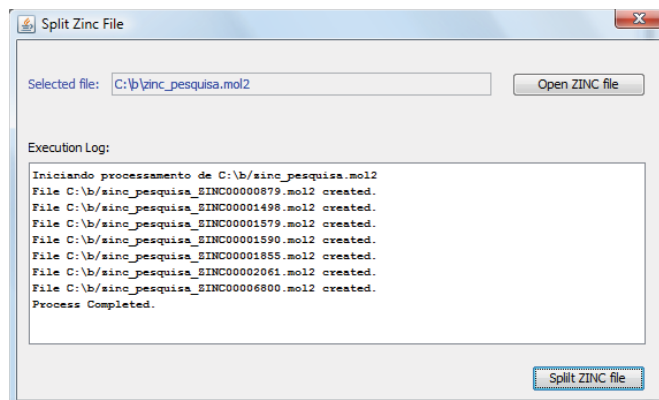 Split Zinc File
Selected file: C:\b\zinc_pesquisa.mol2 Open ZINC file
Execution Log:
Iniciando processamento de C:\b/zinc_pesquisa.mol2
File C:\b/zinc_pesquisa_ZINC00000879.mol2 created.
File C:\b/zinc_pesquisa_ZINC00001498.mol2 created.
File C:\b/zinc_pesquisa_ZINC00001579.mol2 created.
File C:\b/zinc_pesquisa_ZINC00001590.mol2 created.
File C:\b/zinc_pesquisa_ZINC00001855.mol2 created.
File C:\b/zinc_pesquisa_ZINC00002061.mol2 created.
File C:\b/zinc_pesquisa_ZINC00006800.mol2 created.
Process Completed.
Splilt ZINC file